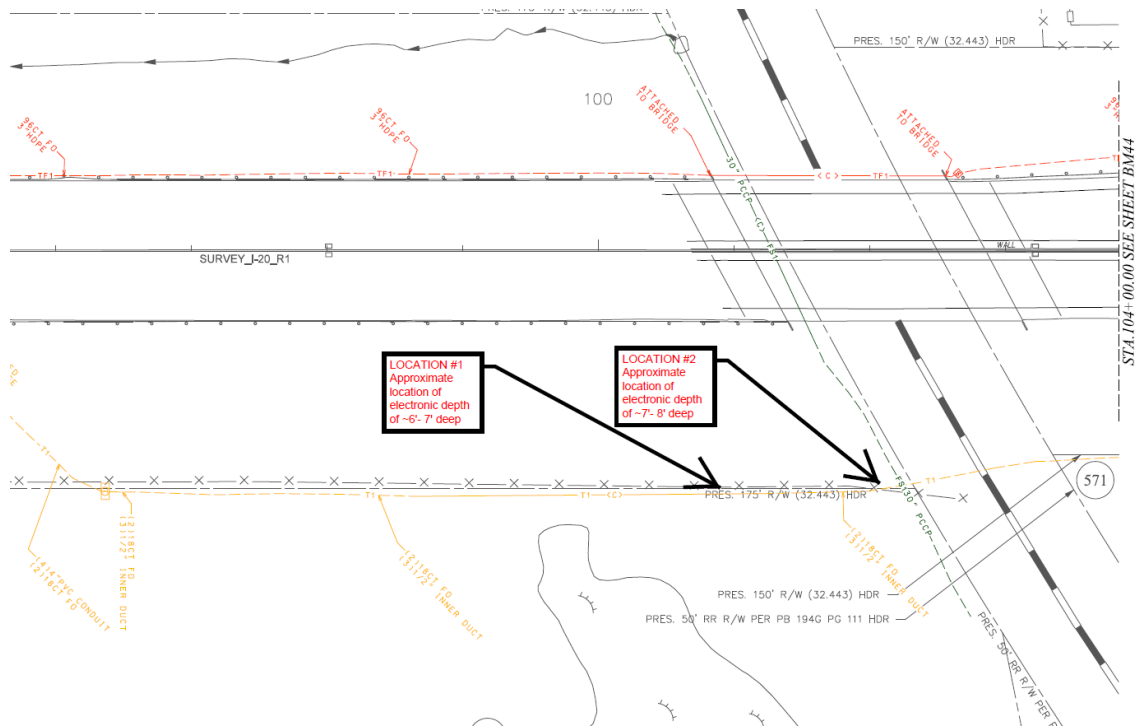 PRES. 150' R/W (32.443) HDR
100
96CT FO
3"HDPE
96CT FO
3"HDPE
ATTACHED
TO BRIDGE
ATTACHED
TO BRIDGE
TF1
TF1
<C>
TF1
30" PCCP <C> FS1
SURVEY_I-20_R1
WALL
STA.104+00.00 SEE SHEET BM44
LOCATION #1
Approximate
location of
electronic depth
of ~6'- 7' deep
LOCATION #2
Approximate
location of
electronic depth
of ~7'- 8' deep
T1
T1
T1 <C>
T1
PRES. 175' R/W (32.443) HDR
FS1
30" PCCP
571
(4)4"PVC CONDUIT
(2)18CT FO
(2)18CT FO
(3)1 1/2" INNER DUCT
(2)18CT FO
(3)1 1/2" INNER DUCT
(2)18CT FO
(3)1 1/2" INNER DUCT
PRES. 150' R/W (32.443) HDR
PRES. 50' RR R/W PER PB 194G PG 111 HDR
PRES. 50' RR R/W PER